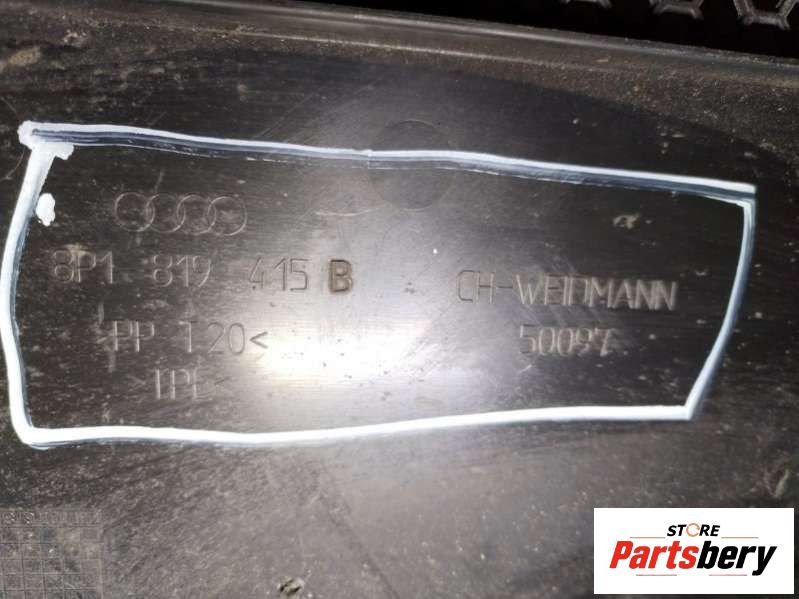 8P1 819 415 B
CH-WEIDMANN
>PP T20<
50097
>TPE<
STORE
Partsbery